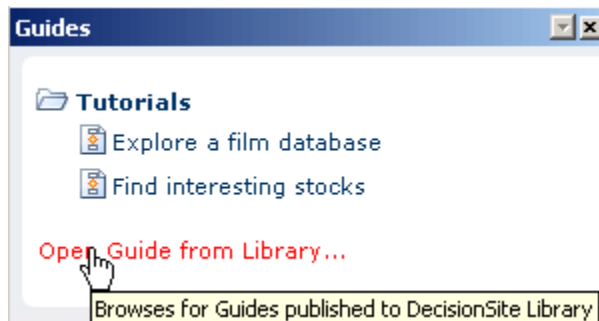 Guides
Tutorials
Explore a film database
Find interesting stocks
Open Guide from Library...
Browses for Guides published to DecisionSite Library